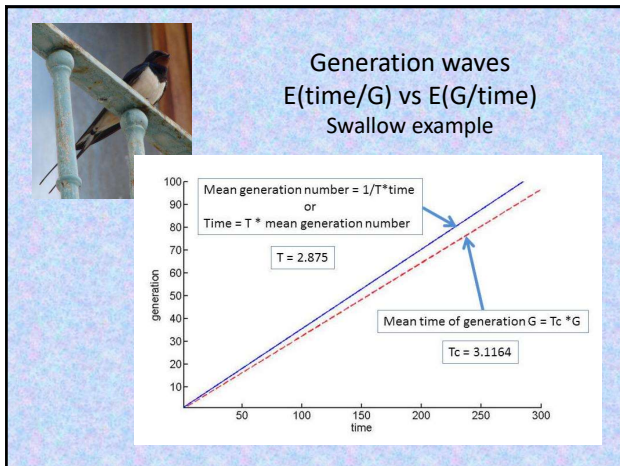 Generation waves
E(time/G) vs E(G/time)
Swallow example
Mean generation number = 1/T*time
or
Time = T * mean generation number
T = 2.875
Mean time of generation G = Tc *G
Tc = 3.1164
generation
100
90
80
70
60
50
40
30
20
10
50
100
150
200
250
300
time